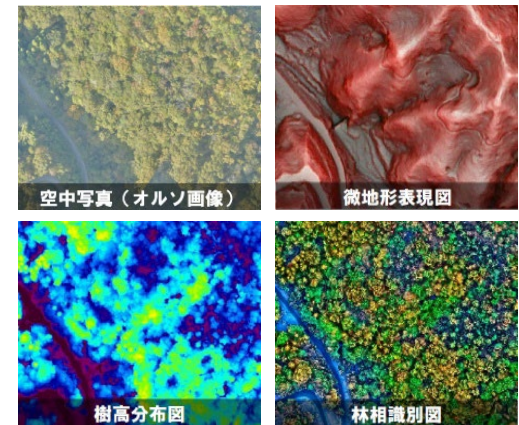 空中写真（オルソ画像）
微地形表現図
樹高分布図
林相識別図